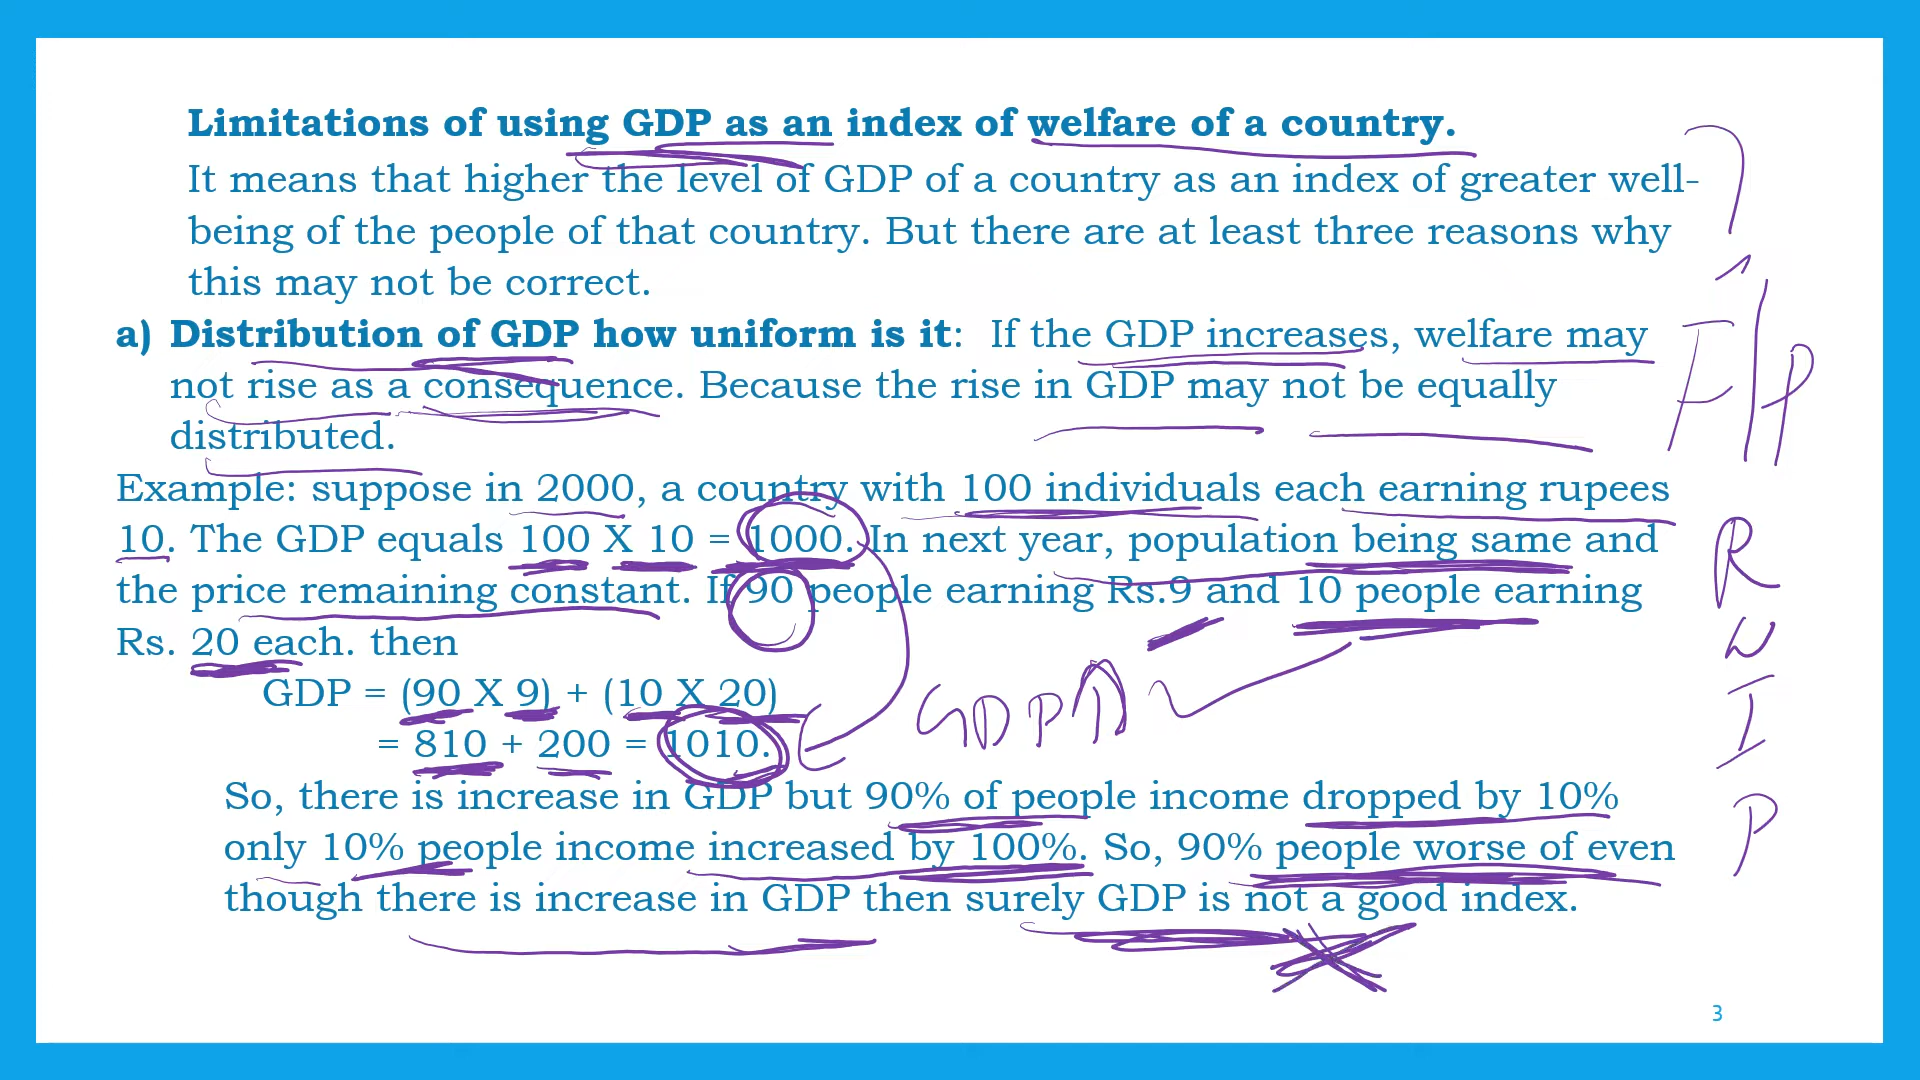 Limitations of using GDP as an index of welfare of a country.
It means that higher the level of GDP of a country as an index of greater well-
being of the people of that country. But there are at least three reasons why
this may not be correct.
a) Distribution of GDP how uniform is it: If the GDP increases, welfare may
not rise as a consequence. Because the rise in GDP may not be equally
distributed.
Example: suppose in 2000, a country with 100 individuals each earning rupees
10. The GDP equals 100 X 10 = 1000. In next year, population being same and
the price remaining constant. If 90 people earning Rs.9 and 10 people earning
Rs. 20 each. then
GDP = (90 X 9) + (10 X 20)
= 810 + 200 = 1010.
GDP
So, there is increase in GDP but 90% of people income dropped by 10%
only 10% people income increased by 100%. So, 90% people worse of even
though there is increase in GDP then surely GDP is not a good index.
I
P
R
W
I
P
3